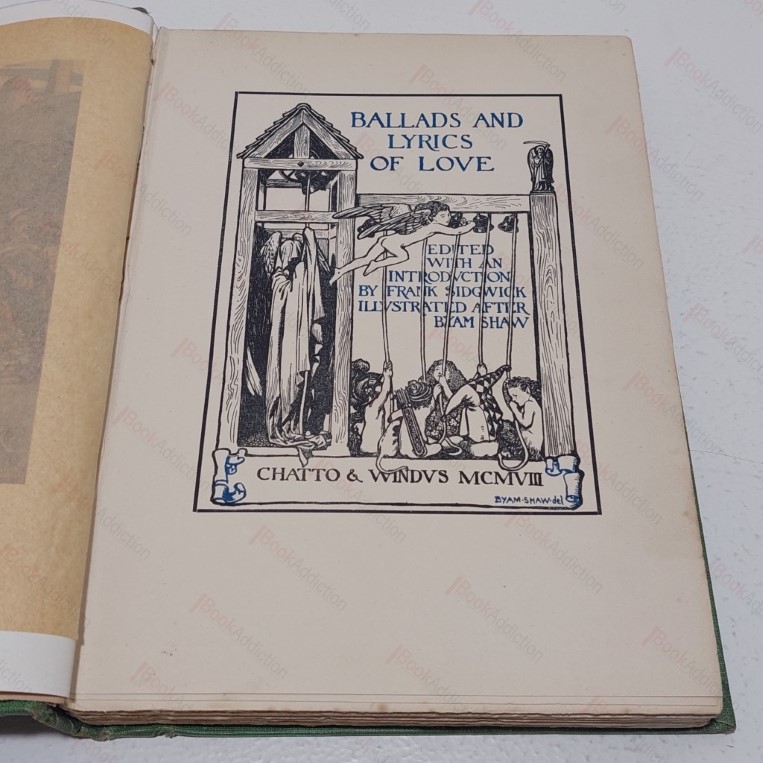 BALLADS AND
LYRICS
OF LOVE
EDITED
WITH AN
INTRODVCTION
BY FRANK SIDGWICK
ILLVSTRATED AFTER
BYAM SHAW
CHATTO & WINDVS MCMVIII
BYAM·SHAW·del
BookAddiction